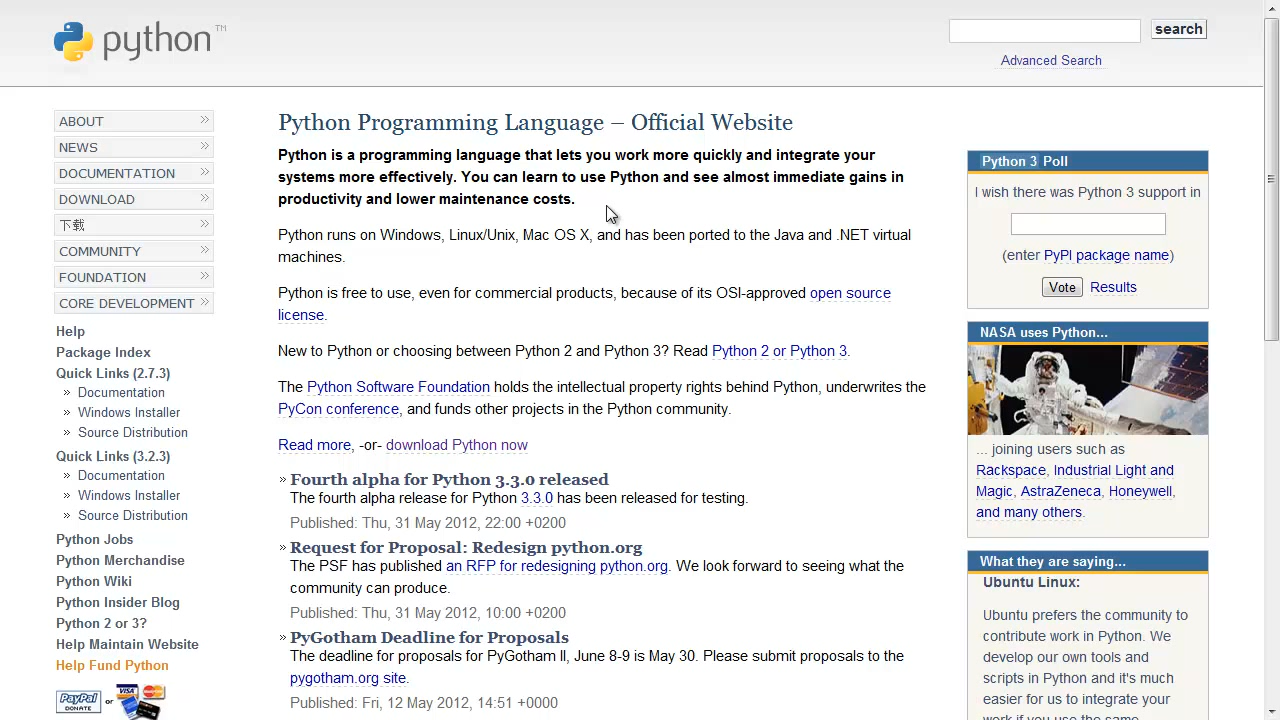 python™
search
Advanced Search
ABOUT
NEWS
DOCUMENTATION
DOWNLOAD
下载
COMMUNITY
FOUNDATION
CORE DEVELOPMENT
Help
Package Index
Quick Links (2.7.3)
Documentation
Windows Installer
Source Distribution
Quick Links (3.2.3)
Documentation
Windows Installer
Source Distribution
Python Jobs
Python Merchandise
Python Wiki
Python Insider Blog
Python 2 or 3?
Help Maintain Website
Help Fund Python
PayPal
DONATE
or
VISA
MasterCard
Python Programming Language – Official Website
Python is a programming language that lets you work more quickly and integrate your
systems more effectively. You can learn to use Python and see almost immediate gains in
productivity and lower maintenance costs.
Python runs on Windows, Linux/Unix, Mac OS X, and has been ported to the Java and .NET virtual
machines.
Python is free to use, even for commercial products, because of its OSI-approved open source
license.
New to Python or choosing between Python 2 and Python 3? Read Python 2 or Python 3.
The Python Software Foundation holds the intellectual property rights behind Python, underwrites the
PyCon conference, and funds other projects in the Python community.
Read more, -or- download Python now
Fourth alpha for Python 3.3.0 released
The fourth alpha release for Python 3.3.0 has been released for testing.
Published: Thu, 31 May 2012, 22:00 +0200
Request for Proposal: Redesign python.org
The PSF has published an RFP for redesigning python.org. We look forward to seeing what the
community can produce.
Published: Thu, 31 May 2012, 10:00 +0200
PyGotham Deadline for Proposals
The deadline for proposals for PyGotham II, June 8-9 is May 30. Please submit proposals to the
pygotham.org site.
Published: Fri, 12 May 2012, 14:51 +0000
Python 3 Poll
I wish there was Python 3 support in
(enter PyPI package name)
Vote Results
NASA uses Python...
... joining users such as
Rackspace, Industrial Light and
Magic, AstraZeneca, Honeywell,
and many others.
What they are saying...
Ubuntu Linux:
Ubuntu prefers the community to
contribute work in Python. We
develop our own tools and
scripts in Python and it's much
easier for us to integrate your
work if you use the same